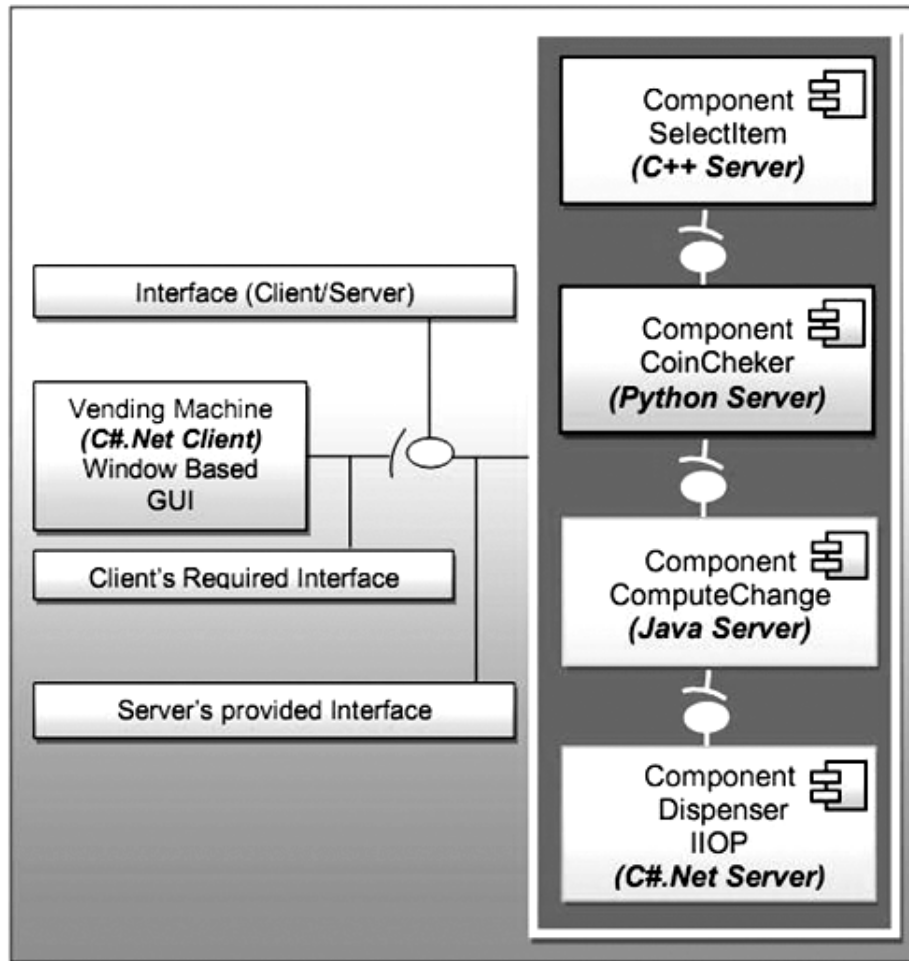 Interface (Client/Server)
Vending Machine
(C#.Net Client)
Window Based
GUI
Client's Required Interface
Server's provided Interface
Component
SelectItem
(C++ Server)
Component
CoinCheker
(Python Server)
Component
ComputeChange
(Java Server)
Component
Dispenser
IIOP
(C#.Net Server)